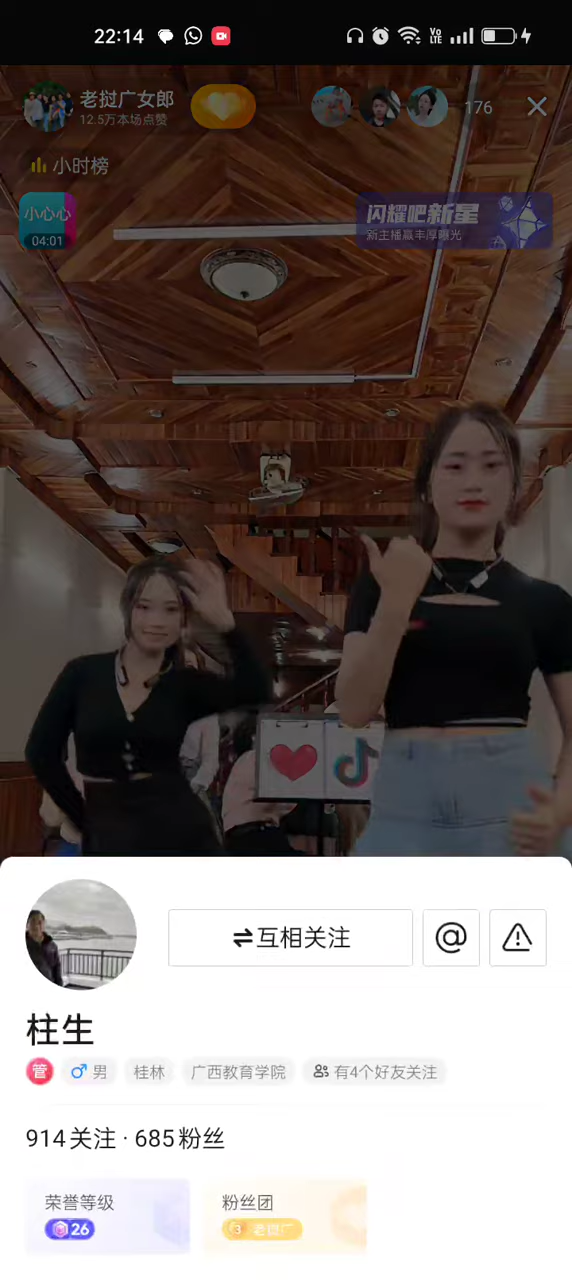 22:14
VoLTE
老挝广女郎
12.5万本场点赞
176
小时榜
小心心
04:01
闪耀吧新星
新主播赢丰厚曝光
互相关注
柱生
管
男
桂林
广西教育学院
有4个好友关注
914关注 · 685粉丝
荣誉等级
26
粉丝团
3 老挝广